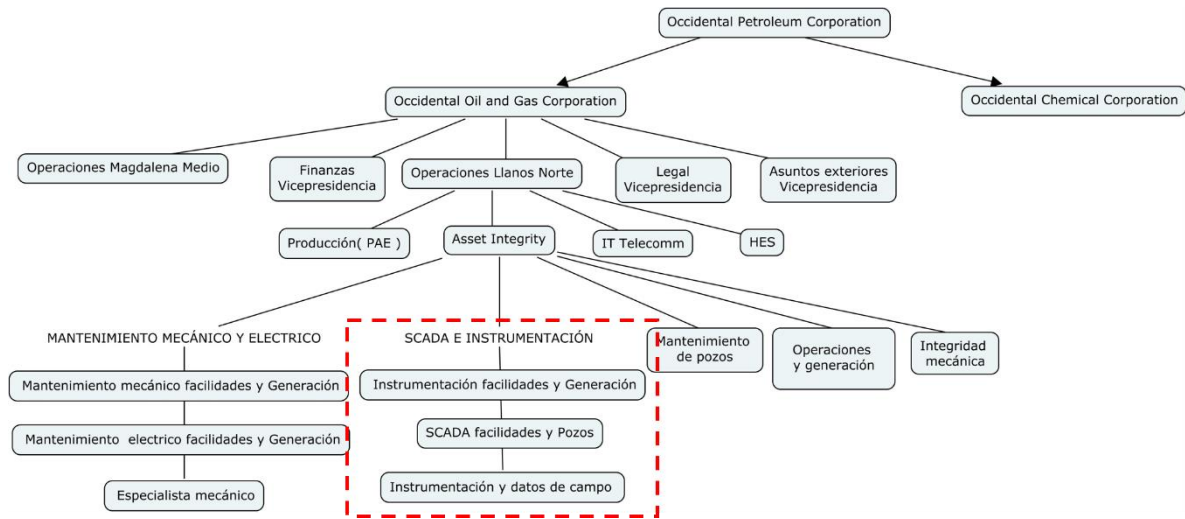 Occidental Petroleum Corporation
Occidental Oil and Gas Corporation
Occidental Chemical Corporation
Operaciones Magdalena Medio
Finanzas
Vicepresidencia
Operaciones Llanos Norte
Legal
Vicepresidencia
Asuntos exteriores
Vicepresidencia
Producción( PAE )
Asset Integrity
IT Telecomm
HES
MANTENIMIENTO MECÁNICO Y ELECTRICO
SCADA E INSTRUMENTACIÓN
Mantenimiento
de pozos
Operaciones
y generación
Integridad
mecánica
Mantenimiento mecánico facilidades y Generación
Instrumentación facilidades y Generación
Mantenimiento electrico facilidades y Generación
SCADA facilidades y Pozos
Especialista mecánico
Instrumentación y datos de campo